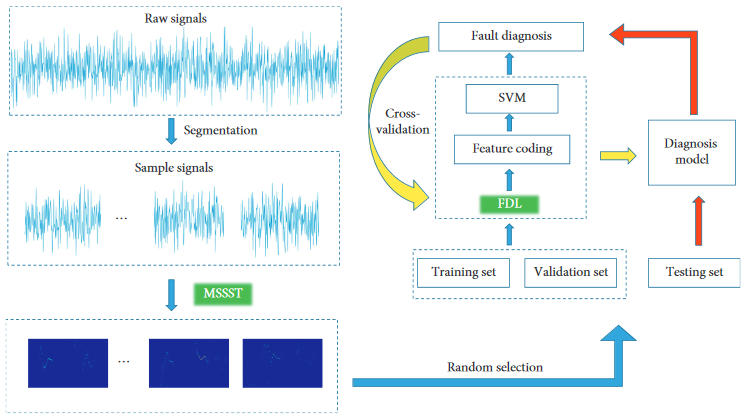 Raw signals
Segmentation
Sample signals
...
MSSST
...
Random selection
Fault diagnosis
SVM
Feature coding
FDL
Cross-
validation
Training set
Validation set
Testing set
Diagnosis
model